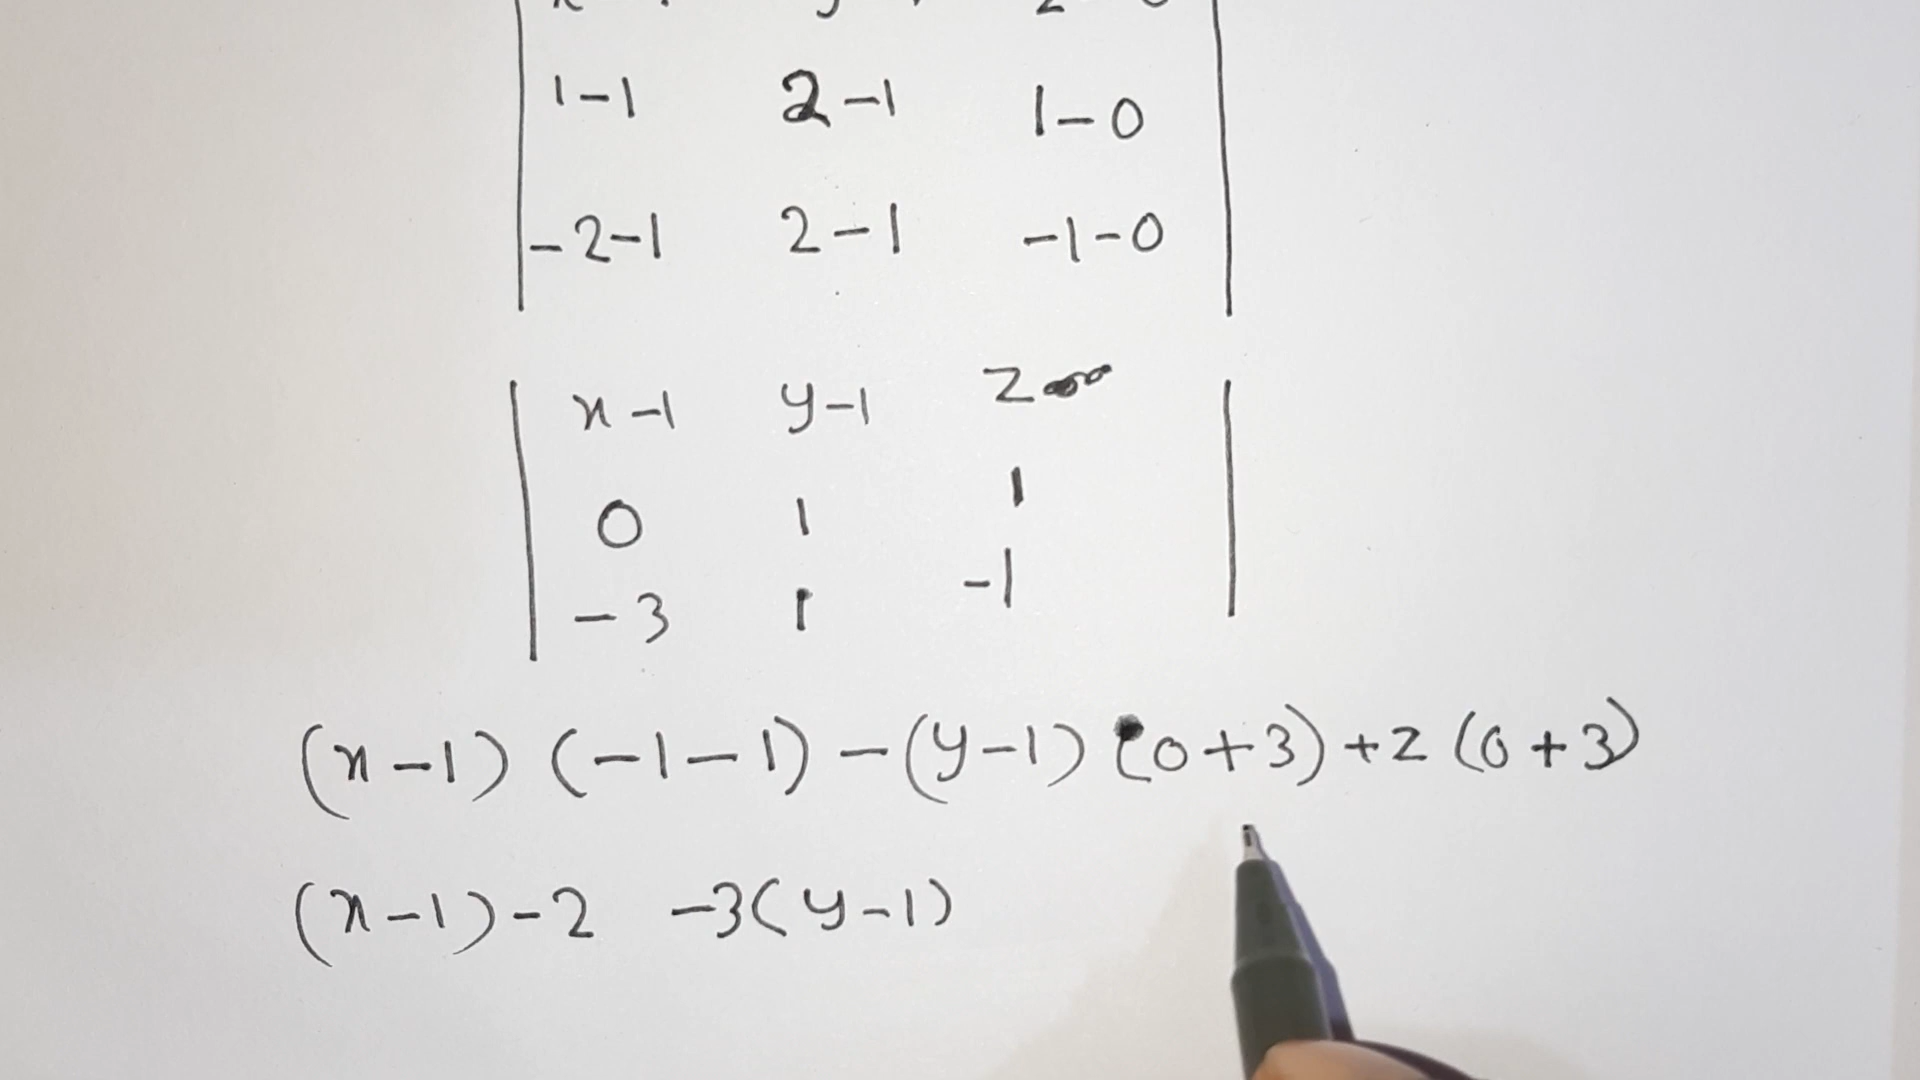 1-1 2-1 1-0
-2-1 2-1 -1-0
x-1 y-1 z
0 1 1
-3 1 -1
(x-1) (-1-1) -(y-1) (0+3) +z (0+3)
(x-1)-2 -3(y-1)